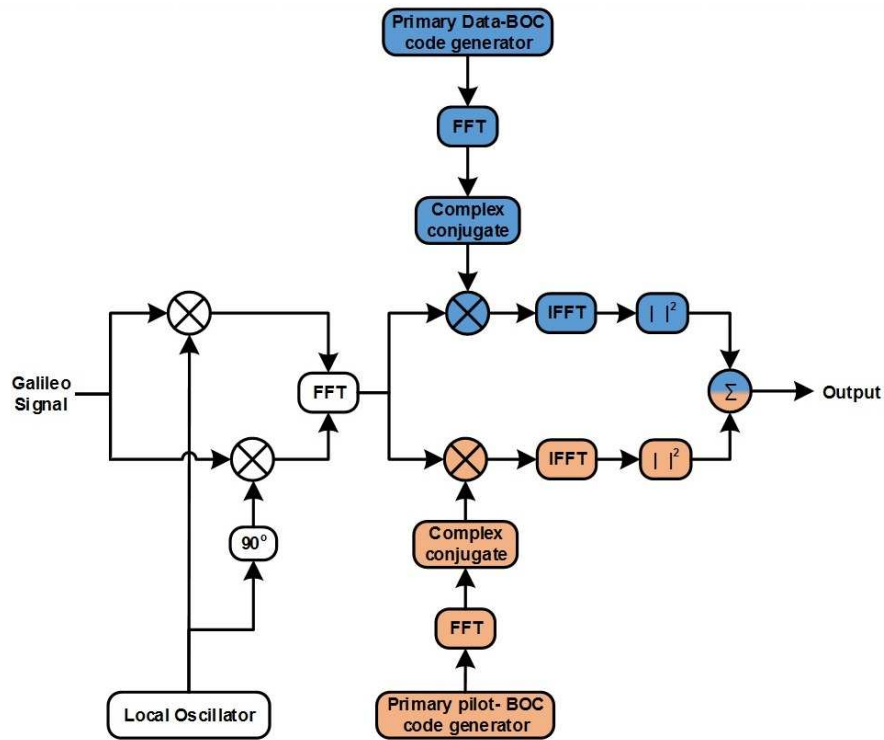 Primary Data-BOC
code generator
FFT
Complex
conjugate
IFFT
| |²
Galileo
Signal
FFT
Σ
Output
IFFT
| |²
90°
Complex
conjugate
FFT
Local Oscillator
Primary pilot- BOC
code generator